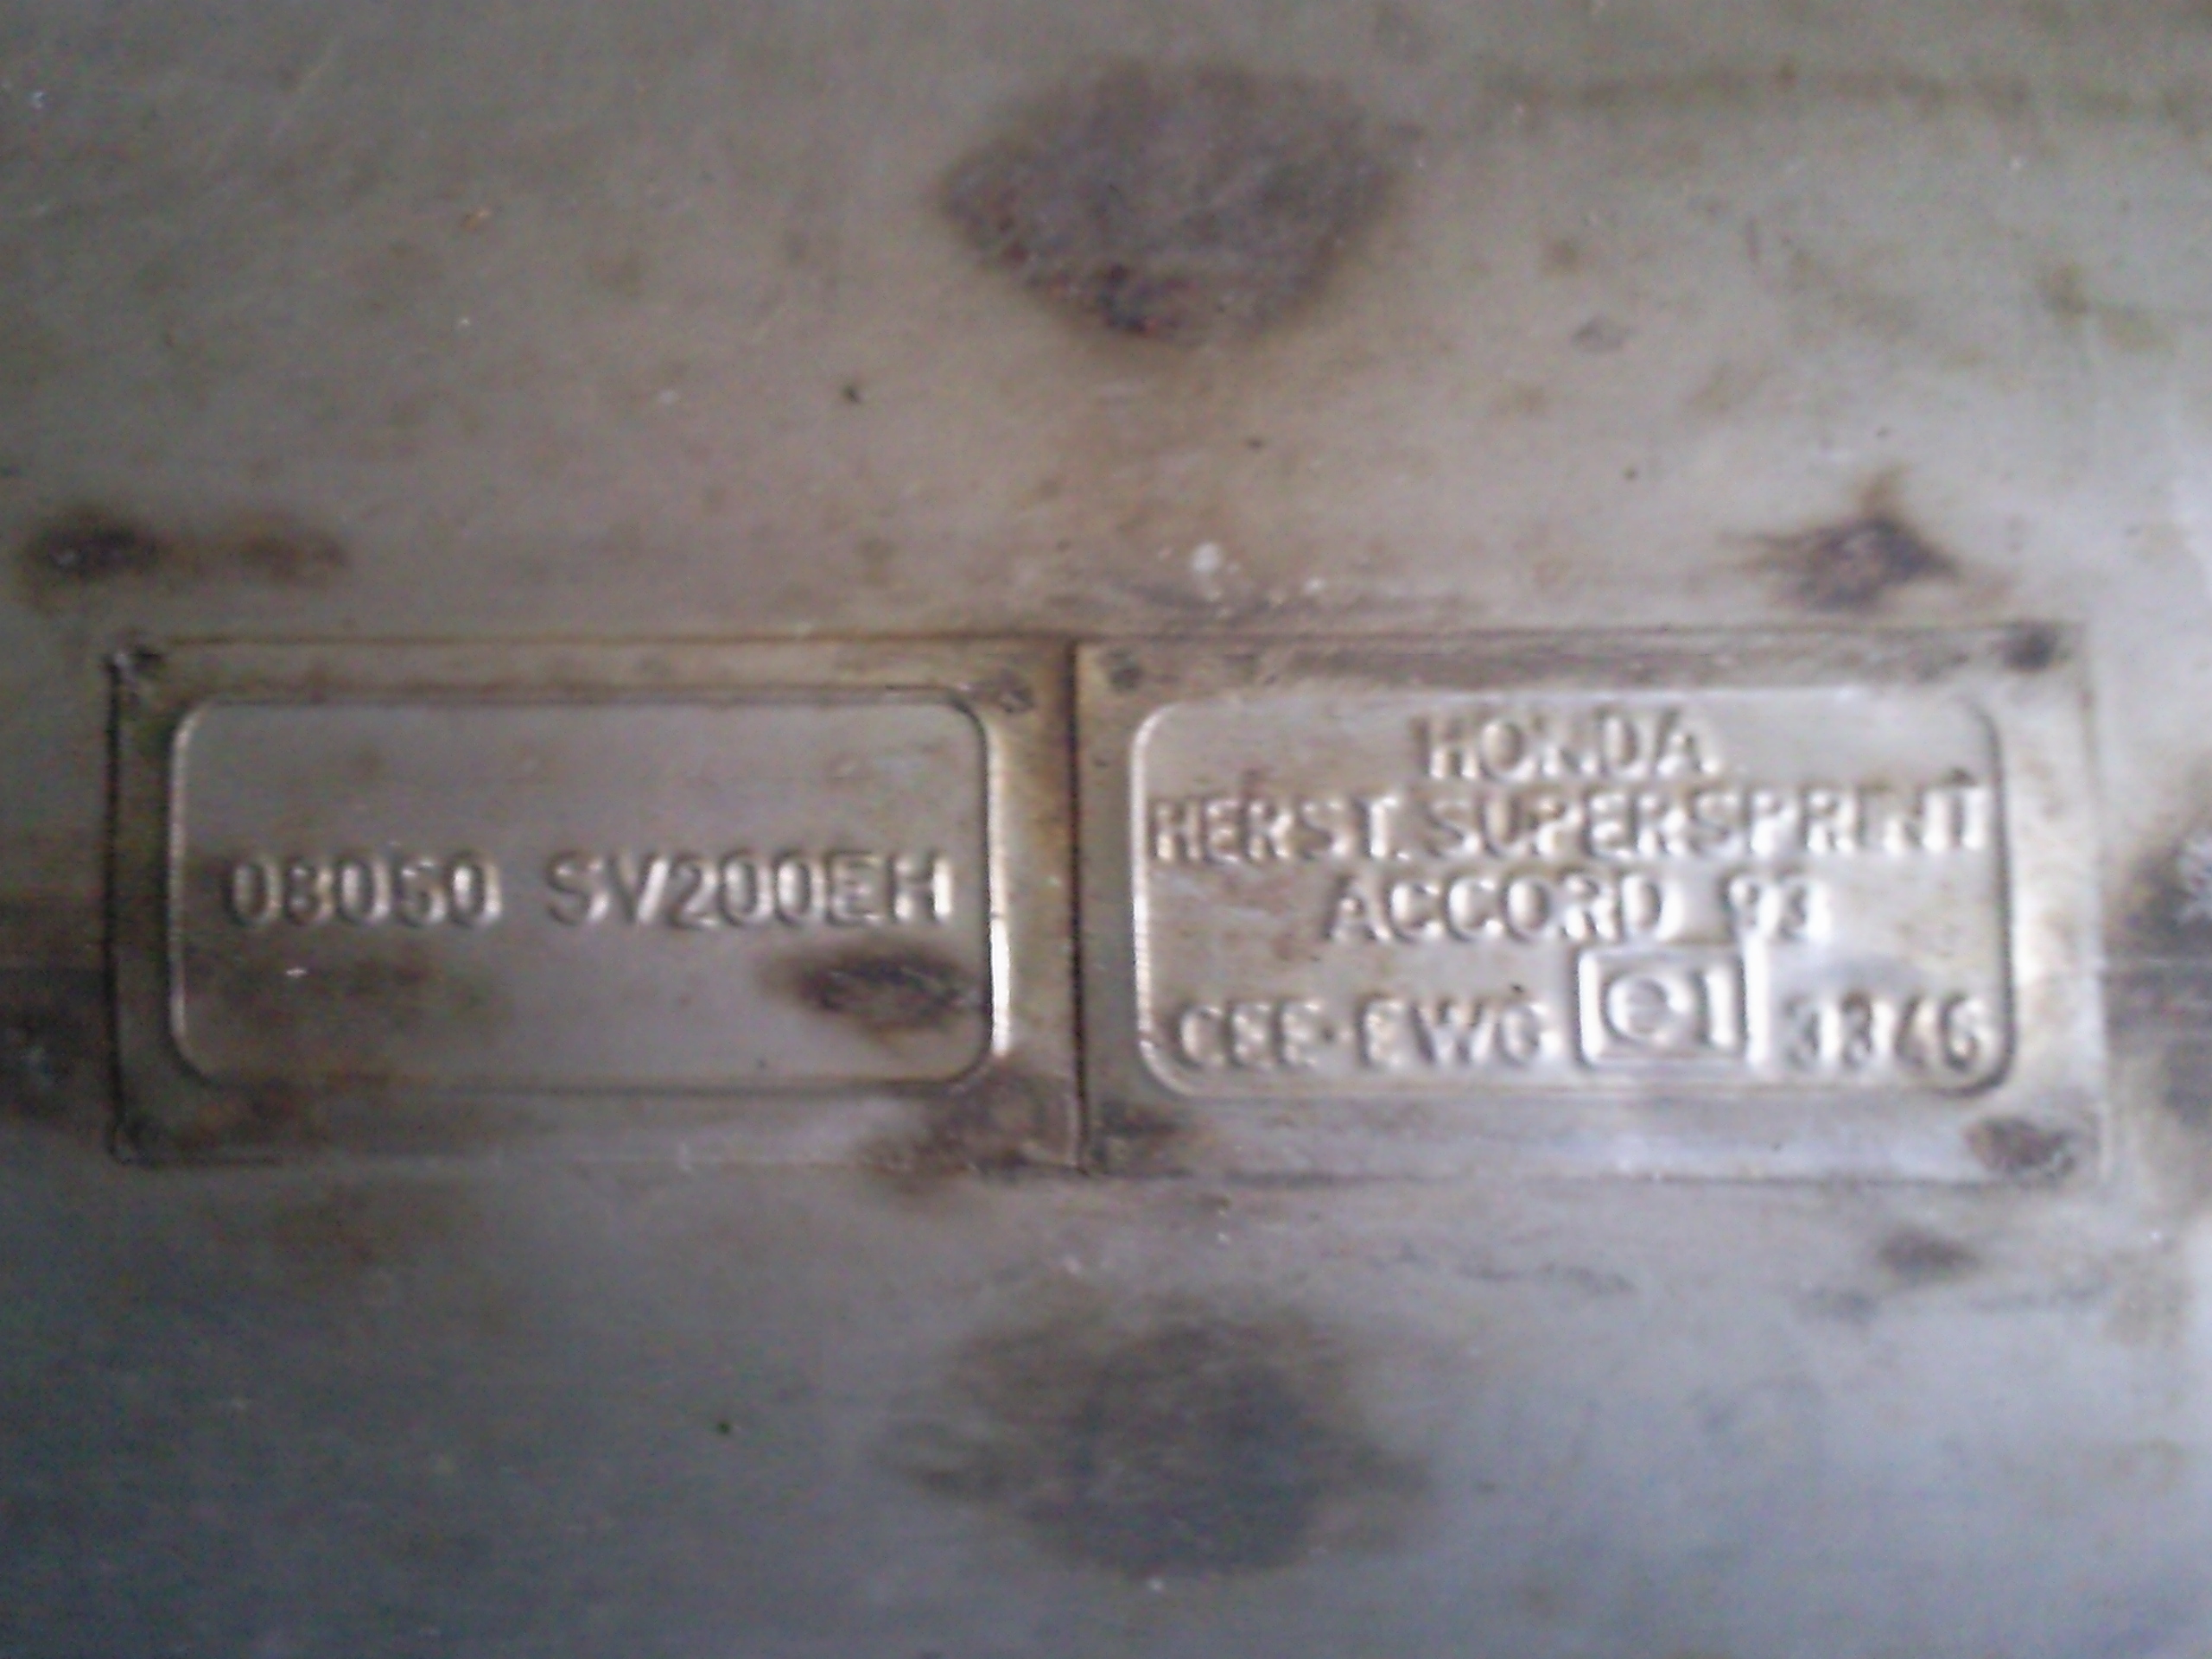 08050 SV200EH
HONDA
HERST. SUPERSPRINT
ACCORD 93
CEE-EWG e1 3346